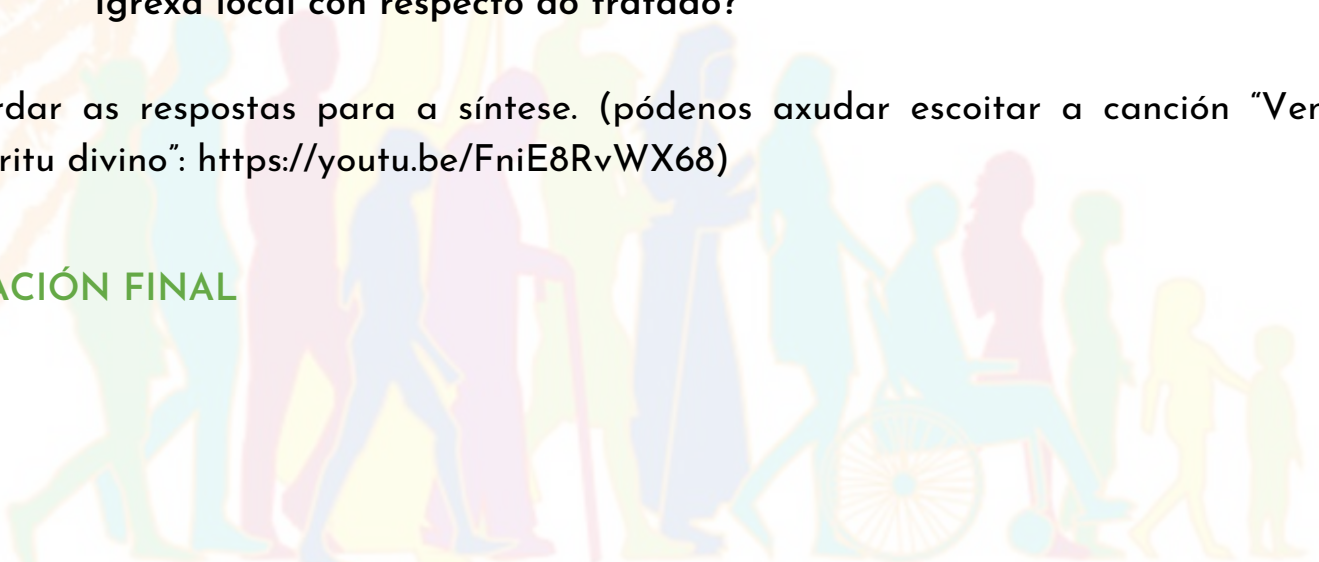 Igrexa local con respecto ao tratado?
rdar as respostas para a síntese. (pódenos axudar escoitar a canción “Ven
ritu divino”: https://youtu.be/FniE8RvWX68)
ACIÓN FINAL